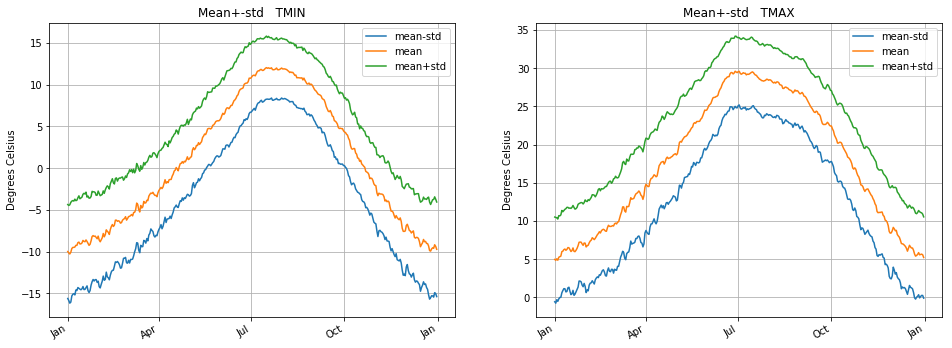 Mean+-std   TMIN
Degrees Celsius
15
10
5
0
−5
−10
−15
Jan
Apr
Jul
Oct
Jan
mean-std
mean
mean+std
Mean+-std   TMAX
Degrees Celsius
35
30
25
20
15
10
5
0
Jan
Apr
Jul
Oct
Jan
mean-std
mean
mean+std